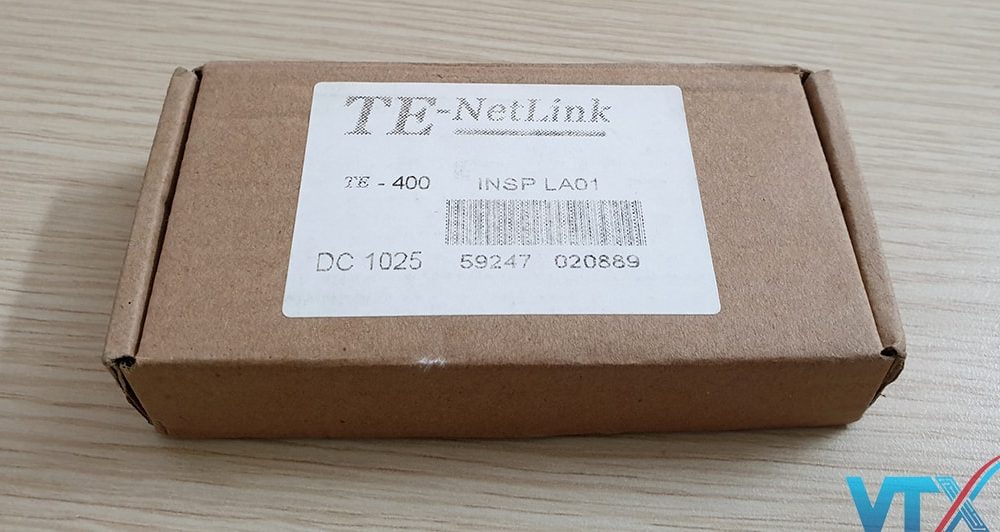 TE-NetLink
TE - 400 INSP LA01
DC 1025 59247 020889
VTX